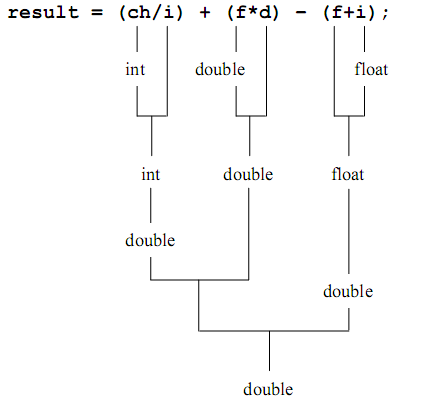 result = (ch/i) + (f*d) - (f+i);
int double float
int double float
double
double
double